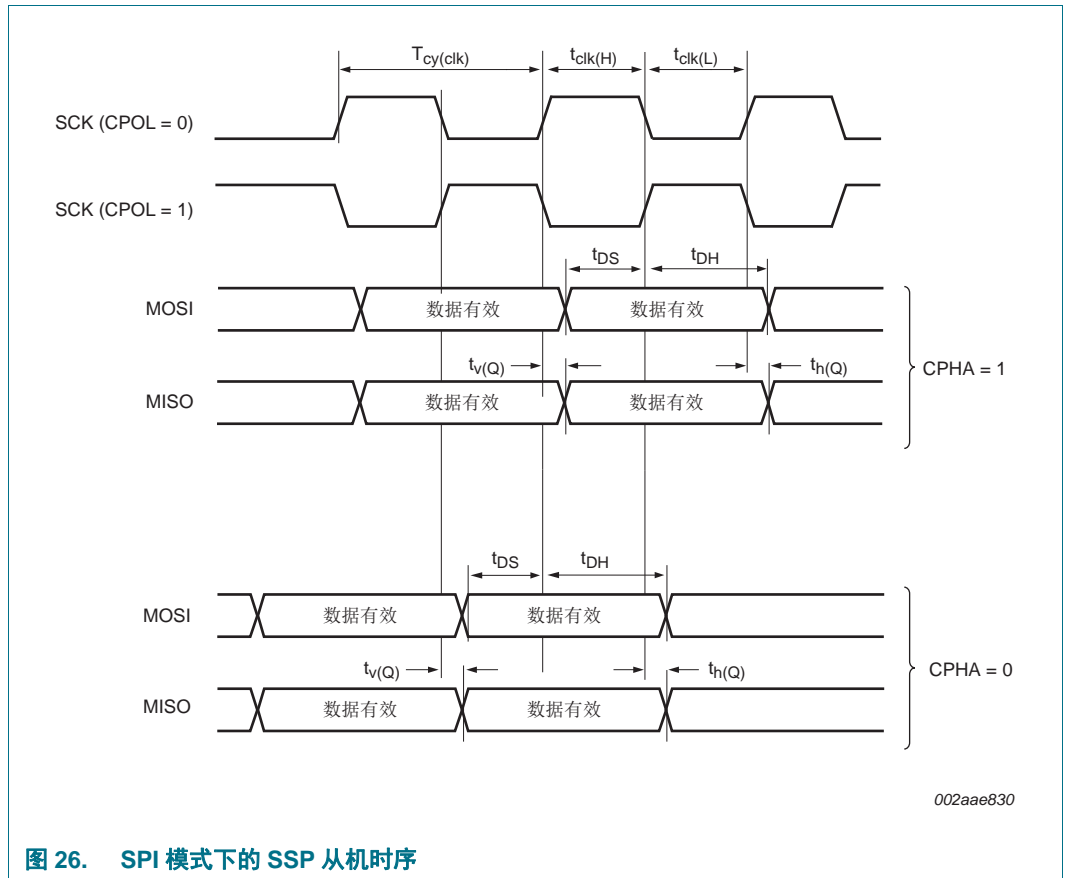 Tcy(clk) tclk(H) tclk(L)
SCK (CPOL = 0)
SCK (CPOL = 1)
tDS tDH
MOSI 数据有效 数据有效
tv(Q) th(Q)
CPHA = 1
MISO 数据有效 数据有效
tDS tDH
MOSI 数据有效 数据有效
tv(Q) th(Q)
CPHA = 0
MISO 数据有效 数据有效
002aae830
图 26. SPI 模式下的 SSP 从机时序